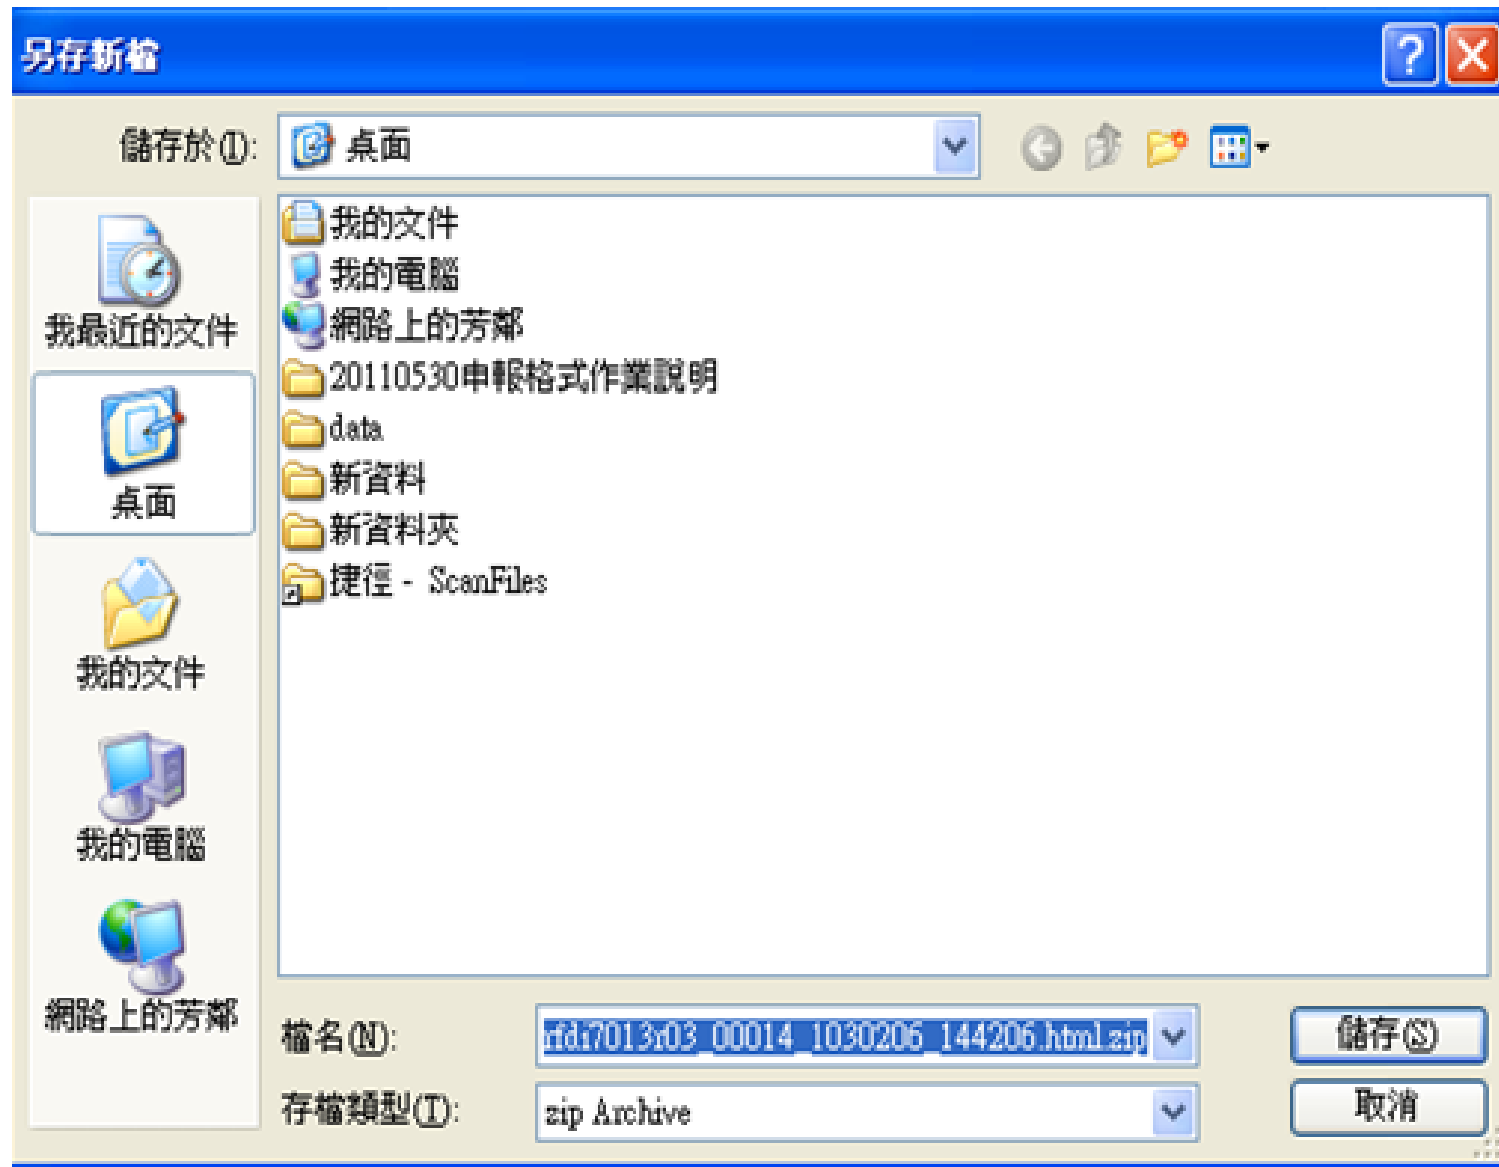 另存新檔
儲存於(I):
桌面
我最近的文件
桌面
我的文件
我的電腦
網路上的芳鄰
我的文件
我的電腦
網路上的芳鄰
20110530申報格式作業說明
data
新資料
新資料夾
捷徑 - ScanFiles
檔名(N):
00014_1030206_144206.html.zip
儲存(S)
存檔類型(T):
zip Archive
取消